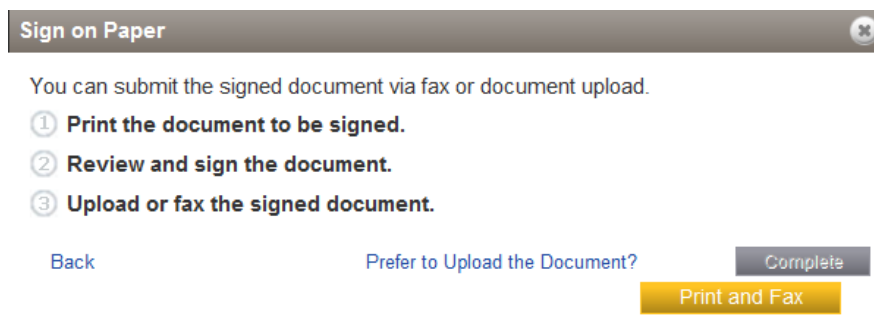 Sign on Paper
You can submit the signed document via fax or document upload.
1 Print the document to be signed.
2 Review and sign the document.
3 Upload or fax the signed document.
Back Prefer to Upload the Document? Complete
Print and Fax